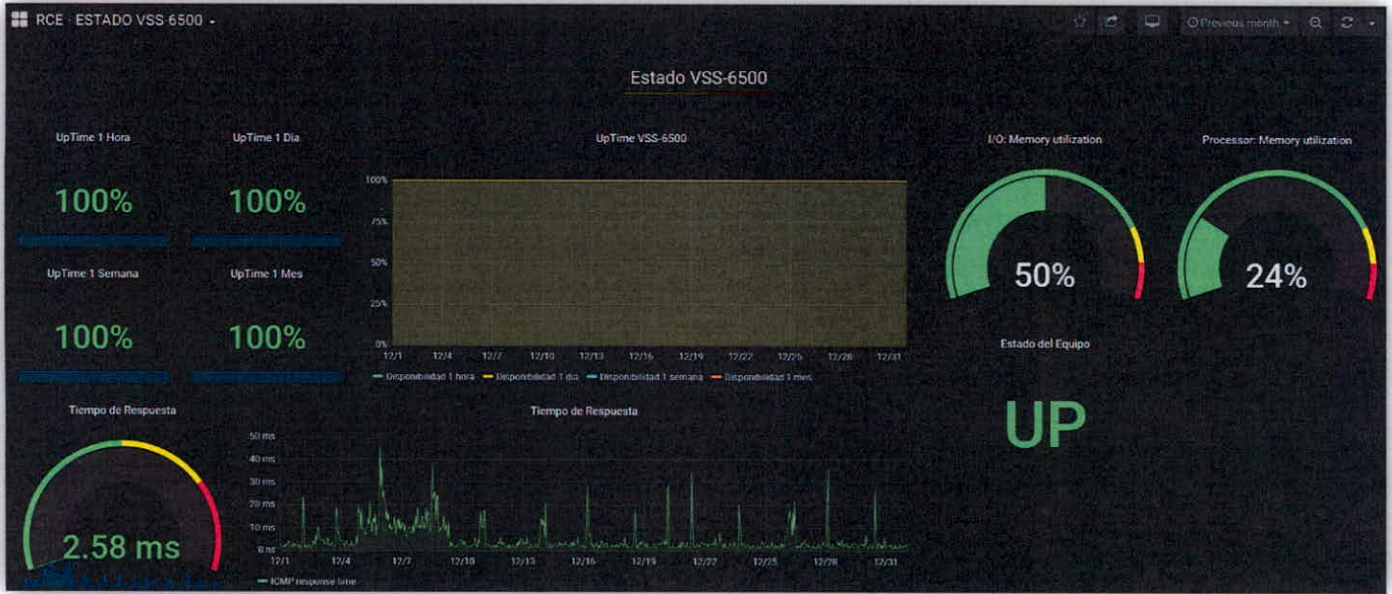 RCE - ESTADO VSS-6500
Previous month
Estado VSS-6500
UpTime 1 Hora
100%
UpTime 1 Dia
100%
UpTime 1 Semana
100%
UpTime 1 Mes
100%
UpTime VSS-6500
100%
75%
50%
25%
0%
12/1 12/4 12/7 12/10 12/13 12/16 12/19 12/22 12/25 12/28 12/31
Disponibilidad 1 hora Disponibilidad 1 dia Disponibilidad 1 semana Disponibilidad 1 mes
I/O: Memory utilization
50%
Processor: Memory utilization
24%
Estado del Equipo
UP
Tiempo de Respuesta
2.58 ms
Tiempo de Respuesta
50 ms
40 ms
30 ms
20 ms
10 ms
0 ms
12/1 12/4 12/7 12/10 12/13 12/16 12/19 12/22 12/25 12/28 12/31
ICMP response time